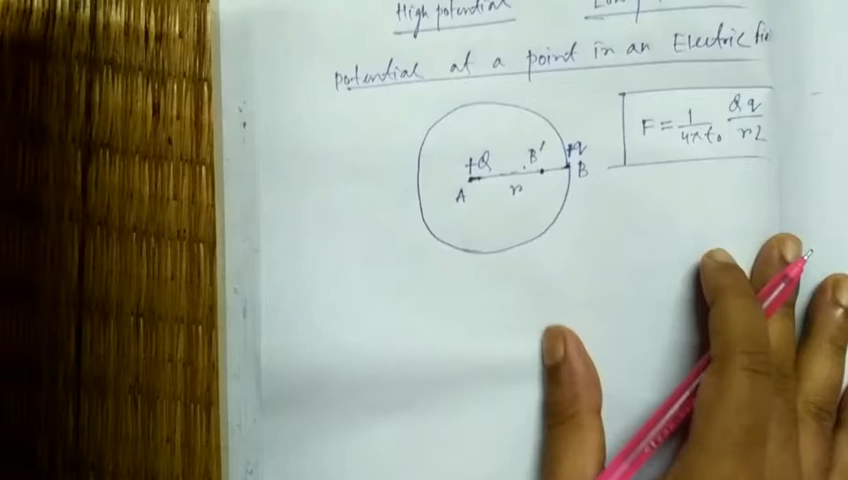 High potential
potential at a point in an Electric
F = 1/4πϵ₀ Qq/r2
+Q B' +q
A r B